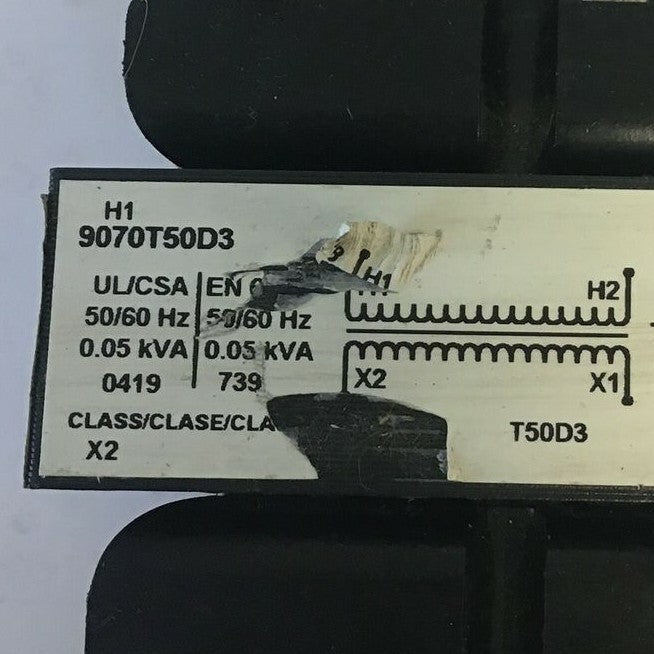 H1
9070T50D3
UL/CSA EN
50/60 Hz 50/60 Hz
0.05 kVA 0.05 kVA
0419 739
CLASS/CLASE/CLA
X2
H1 H2
X2 X1
T50D3